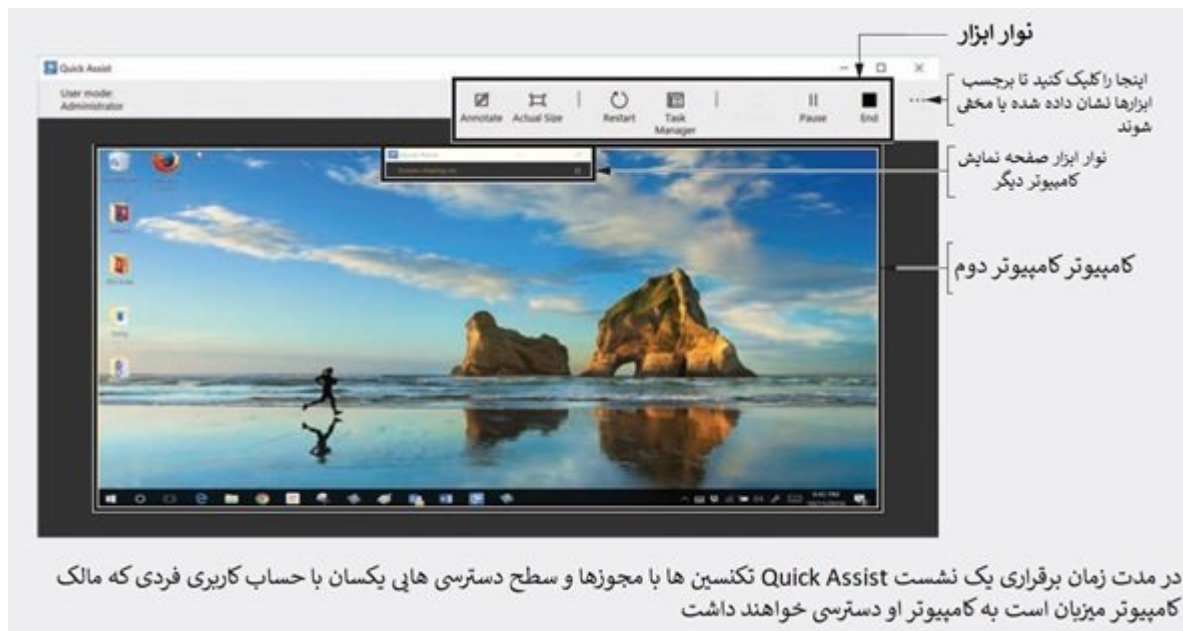 نوار ابزار
Quick Assist
User mode:
Administrator
Annotate
Actual Size
Restart
Task
Manager
Pause
End
اینجا را کلیک کنید تا برچسب
ابزارها نشان داده شده یا مخفی
شوند
نوار ابزار صفحه نمایش
کامپیوتر دیگر
کامپیوتر کامپیوتر دوم
در مدت زمان برقراری یک نشست Quick Assist تکنسین ها با مجوزها و سطح دسترسی هایی یکسان با حساب کاربری فردی که مالک
کامپیوتر میزبان است به کامپیوتر او دسترسی خواهند داشت